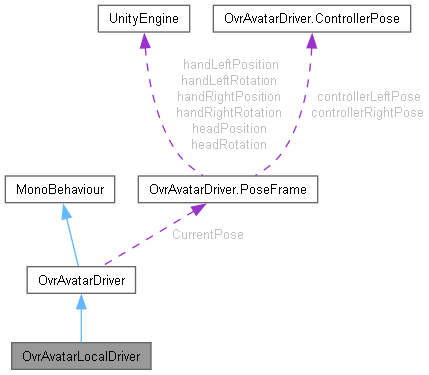 UnityEngine
OvrAvatarDriver.ControllerPose
handLeftPosition
handLeftRotation
handRightPosition
handRightRotation
headPosition
headRotation
controllerLeftPose
controllerRightPose
MonoBehaviour
OvrAvatarDriver.PoseFrame
CurrentPose
OvrAvatarDriver
OvrAvatarLocalDriver